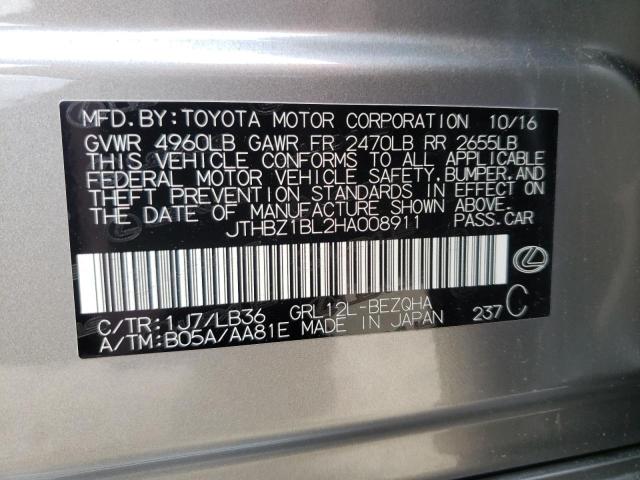 MFD.BY:TOYOTA MOTOR CORPORATION 10/16
GVWR 4960LB GAWR FR 2470LB RR 2655LB
THIS VEHICLE CONFORMS TO ALL APPLICABLE
FEDERAL MOTOR VEHICLE SAFETY,BUMPER,AND
THEFT PREVENTION STANDARDS IN EFFECT ON
THE DATE OF MANUFACTURE SHOWN ABOVE.
JTHBZ1BL2HA008911 PASS.CAR
C/TR:1J7/LB36 GRL12L-BEZQHA
A/TM:B05A/AA81E MADE IN JAPAN 237 C